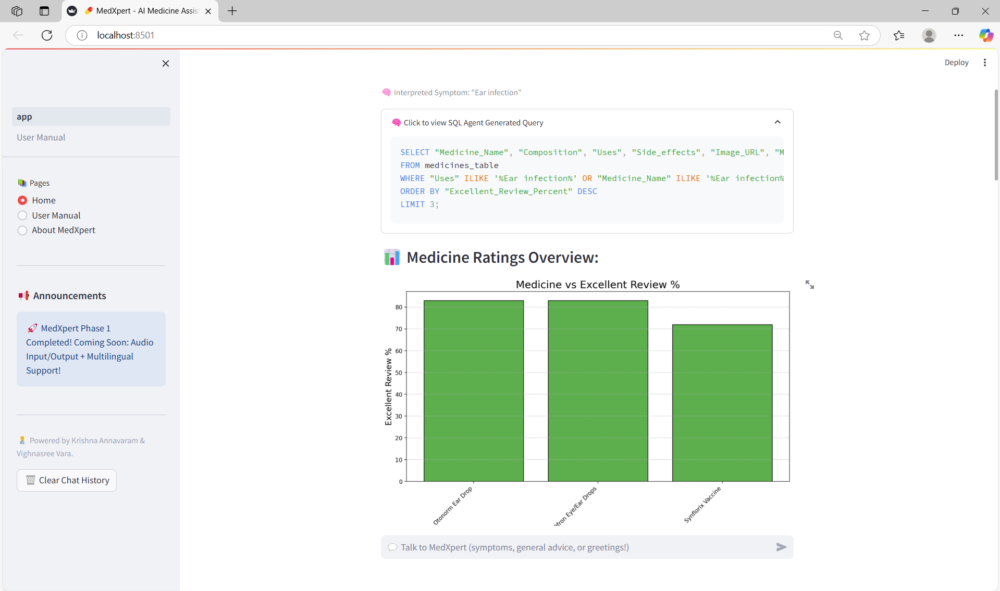 MedXpert - AI Medicine Assis
localhost:8501
Deploy
app
User Manual
Pages
Home
User Manual
About MedXpert
Announcements
MedXpert Phase 1
Completed! Coming Soon: Audio
Input/Output + Multilingual
Support!
Powered by Krishna Annavaram &
Vighnasree Vara.
Clear Chat History
Interpreted Symptom: "Ear infection"
Click to view SQL Agent Generated Query
SELECT "Medicine_Name", "Composition", "Uses", "Side_effects", "Image_URL", "M
FROM medicines_table
WHERE "Uses" ILIKE '%Ear infection%' OR "Medicine_Name" ILIKE '%Ear infection%
ORDER BY "Excellent_Review_Percent" DESC
LIMIT 3;
Medicine Ratings Overview:
Medicine vs Excellent Review %
Excellent Review %
80
70
60
50
40
30
20
10
0
Otonorm Ear Drop
Eye/Ear Drops
Synflorix Vaccine
Talk to MedXpert (symptoms, general advice, or greetings!)